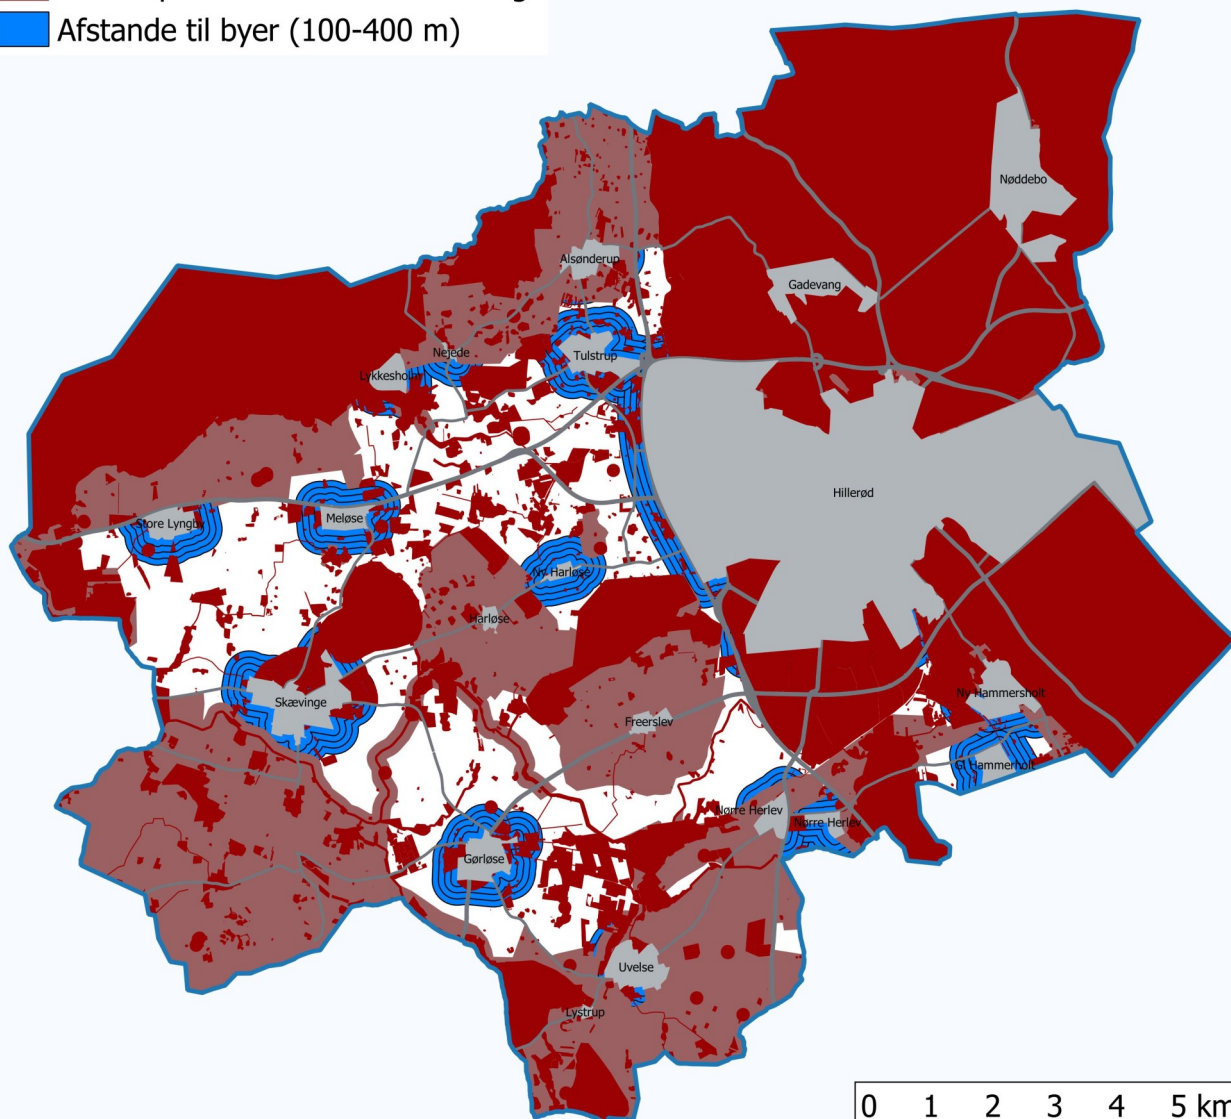 Afstande til byer (100-400 m)
Nøddebo
Alsønderup
Gadevang
Nejede
Tulstrup
Lykkesholm
Hillerød
Store Lyngby
Meløse
Ny Harløse
Harløse
Ny Hammersholt
Skævinge
Freerslev
Gl Hammerholt
Nørre Herlev
Nørre Herlev
Gørløse
Uvelse
Lystrup
0 1 2 3 4 5 km